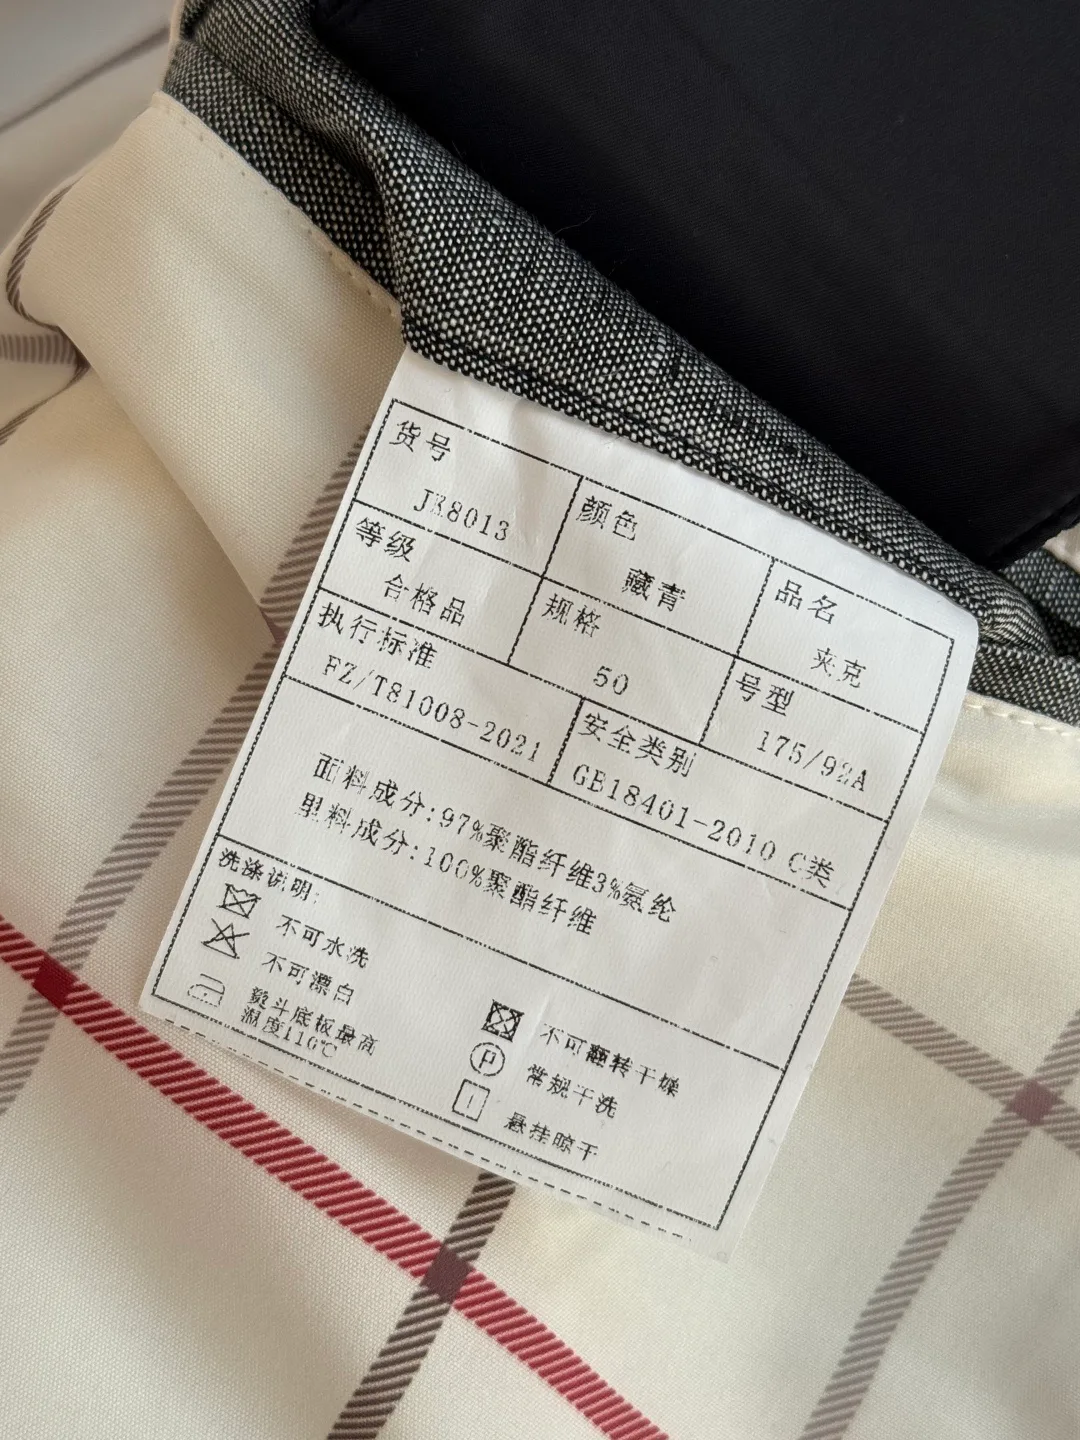 货号
JK8013
颜色
藏青
品名
夹克
等级
合格品
规格
50
号型
175/92A
执行标准
FZ/T81008-2021
安全类别
GB18401-2010 C类
面料成分:97%聚酯纤维3%氨纶
里料成分:100%聚酯纤维
洗涤说明:
不可水洗
不可漂白
熨斗底板最高
温度110℃
不可翻转干燥
P
常规干洗
悬挂晾干